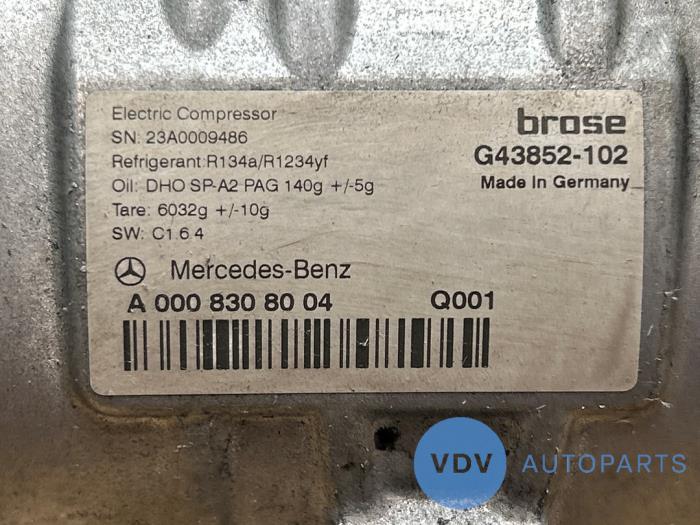 Electric Compressor
SN: 23A0009486
Refrigerant:R134a/R1234yf
Oil: DHO SP-A2 PAG 140g +/-5g
Tare: 6032g +/-10g
SW: C1.6.4
brose
G43852-102
Made In Germany
Mercedes-Benz
A 000 830 80 04 Q001
VDV AUTOPARTS